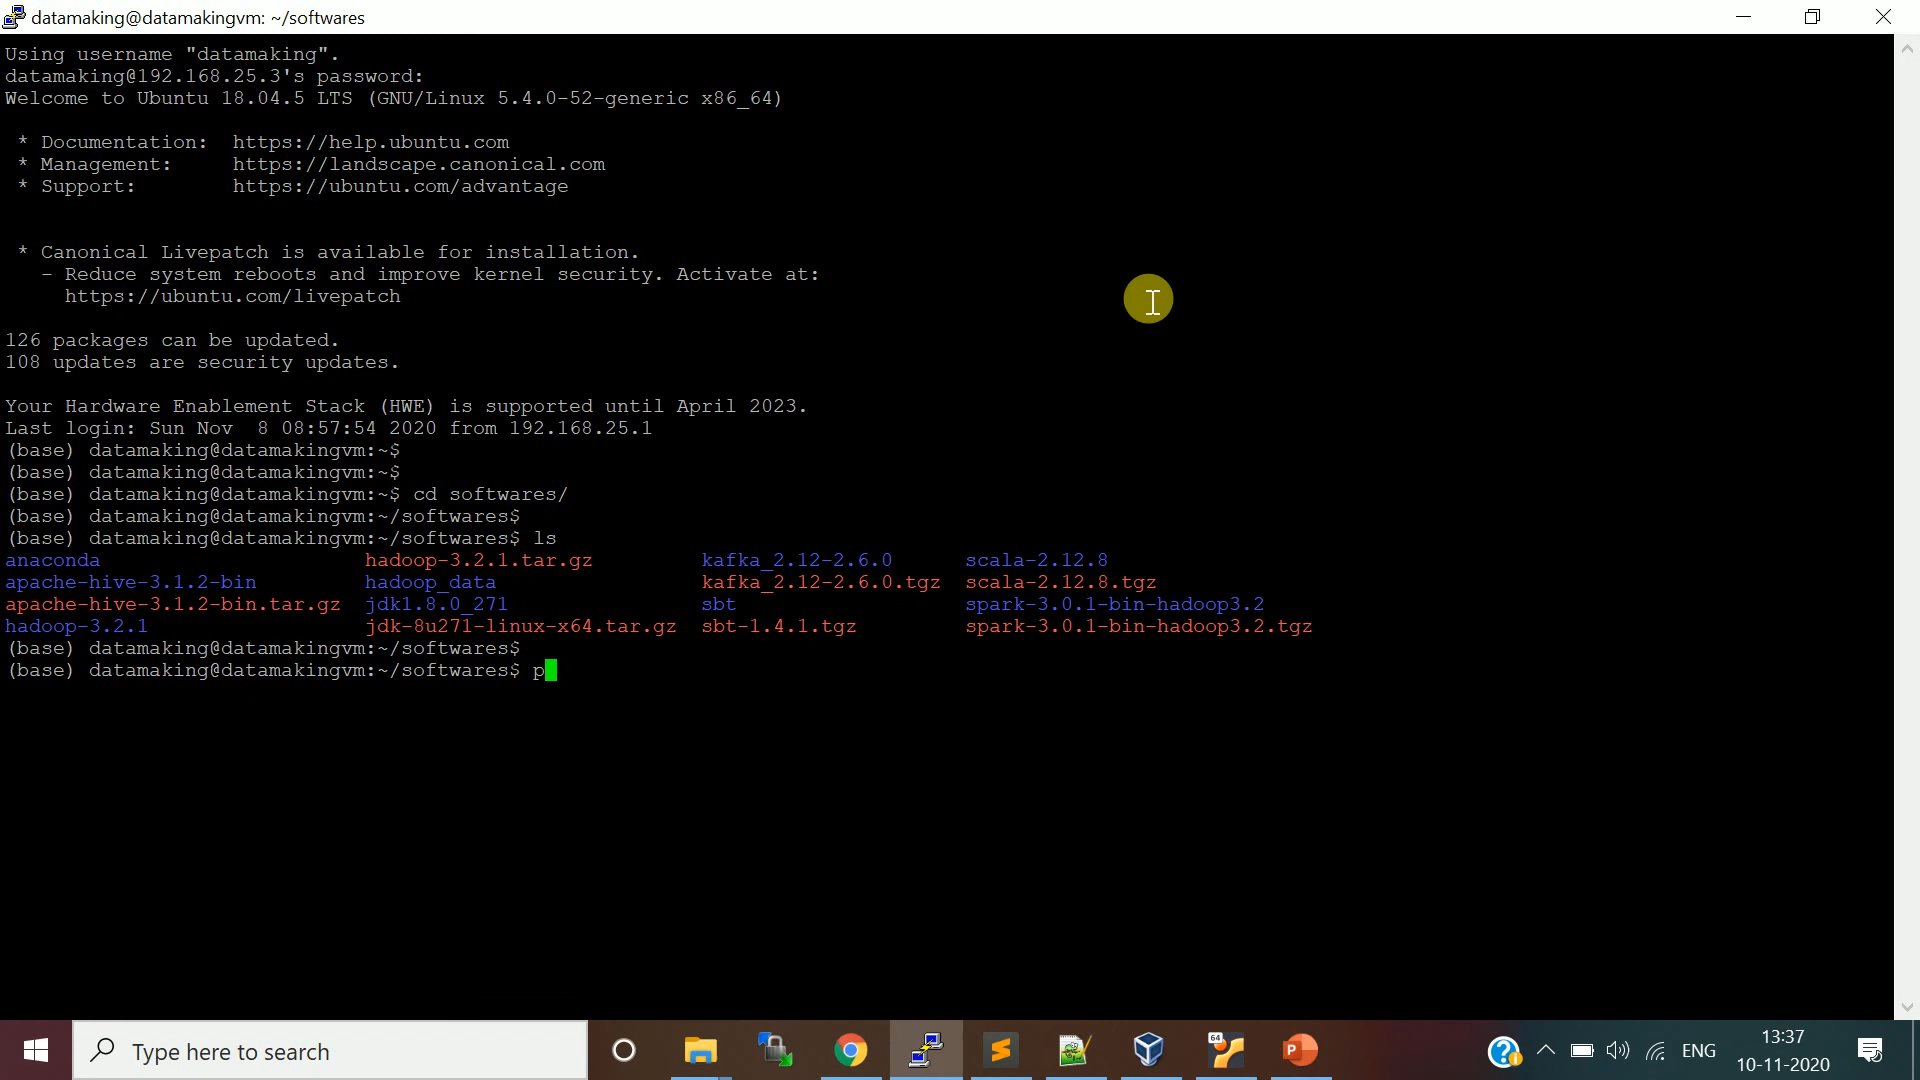 datamaking@datamakingvm: ~/softwares
Using username "datamaking".
datamaking@192.168.25.3's password:
Welcome to Ubuntu 18.04.5 LTS (GNU/Linux 5.4.0-52-generic x86_64)
* Documentation:  https://help.ubuntu.com
* Management:     https://landscape.canonical.com
* Support:        https://ubuntu.com/advantage
* Canonical Livepatch is available for installation.
- Reduce system reboots and improve kernel security. Activate at:
https://ubuntu.com/livepatch
126 packages can be updated.
108 updates are security updates.
Your Hardware Enablement Stack (HWE) is supported until April 2023.
Last login: Sun Nov  8 08:57:54 2020 from 192.168.25.1
(base) datamaking@datamakingvm:~$
(base) datamaking@datamakingvm:~$
(base) datamaking@datamakingvm:~$ cd softwares/
(base) datamaking@datamakingvm:~/softwares$
(base) datamaking@datamakingvm:~/softwares$ ls
anaconda                      hadoop-3.2.1.tar.gz         kafka_2.12-2.6.0      scala-2.12.8
apache-hive-3.1.2-bin         hadoop_data                 kafka_2.12-2.6.0.tgz  scala-2.12.8.tgz
apache-hive-3.1.2-bin.tar.gz  jdk1.8.0_271                sbt                   spark-3.0.1-bin-hadoop3.2
hadoop-3.2.1                  jdk-8u271-linux-x64.tar.gz  sbt-1.4.1.tgz         spark-3.0.1-bin-hadoop3.2.tgz
(base) datamaking@datamakingvm:~/softwares$
(base) datamaking@datamakingvm:~/softwares$ p
Type here to search
64
P
?
ENG
13:37
10-11-2020